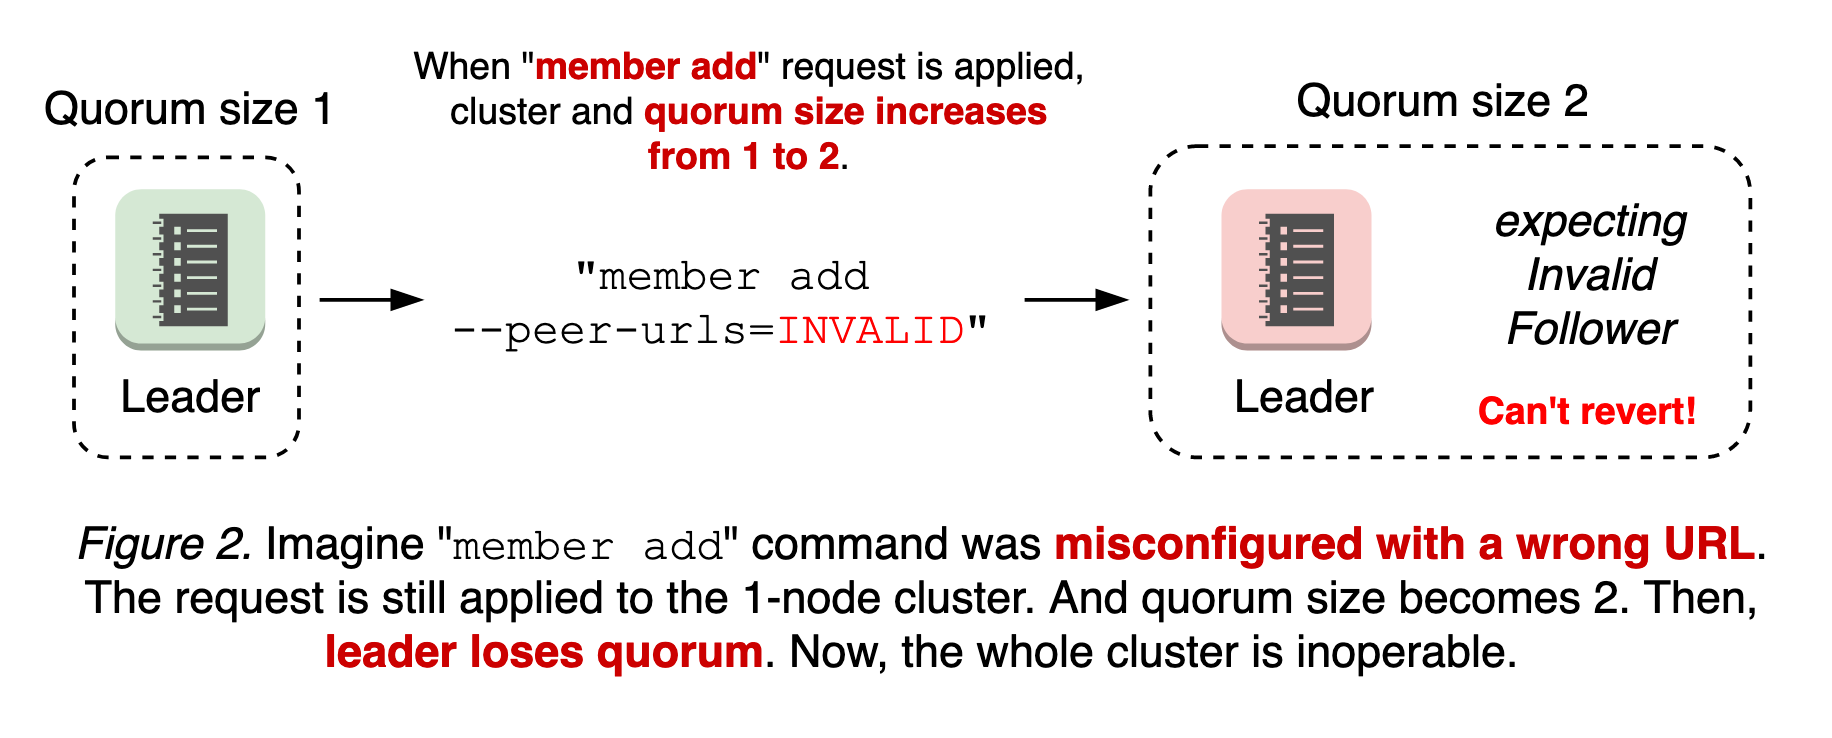 When "member add" request is applied,
cluster and quorum size increases
from 1 to 2.
Quorum size 1
Quorum size 2
"member add
--peer-urls=INVALID"
Leader
expecting
Invalid
Follower
Leader
Can't revert!
Figure 2. Imagine "member add" command was misconfigured with a wrong URL.
The request is still applied to the 1-node cluster. And quorum size becomes 2. Then,
leader loses quorum. Now, the whole cluster is inoperable.